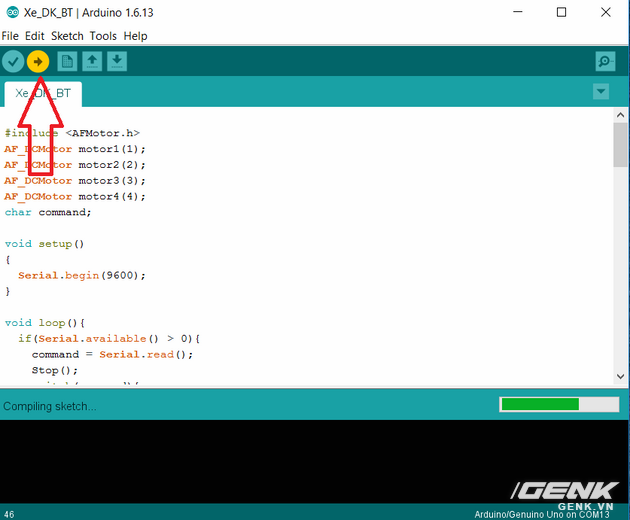 Xe_DK_BT | Arduino 1.6.13
File Edit Sketch Tools Help
Xe_DK_BT
#include <AFMotor.h>
AF_DCMotor motor1(1);
AF_DCMotor motor2(2);
AF_DCMotor motor3(3);
AF_DCMotor motor4(4);
char command;
void setup()
{
Serial.begin(9600);
}
void loop(){
if(Serial.available() > 0){
command = Serial.read();
Stop();
Compiling sketch...
GENK
GENK.VN
46
Arduino/Genuino Uno on COM13